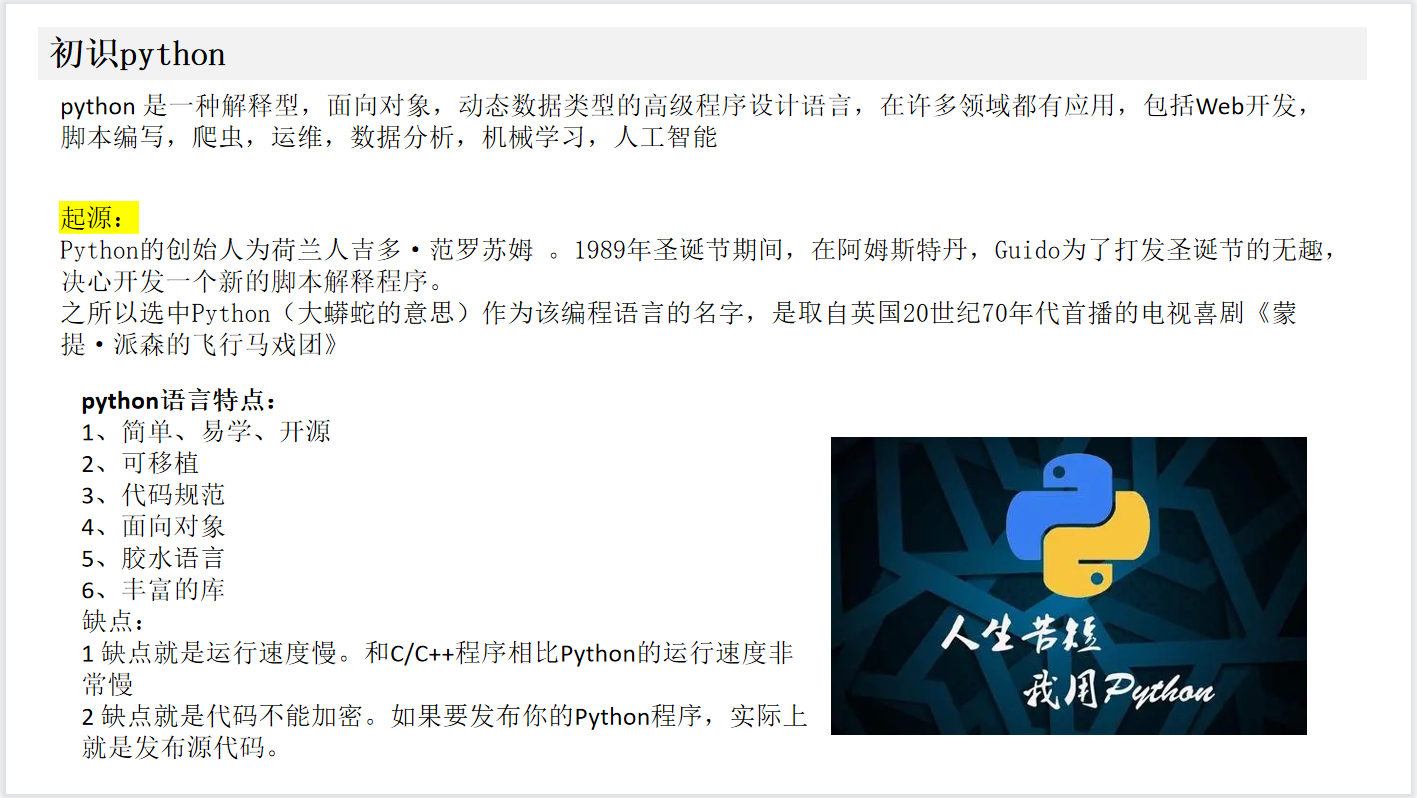 初识python
python 是一种解释型，面向对象，动态数据类型的高级程序设计语言，在许多领域都有应用，包括Web开发，
脚本编写，爬虫，运维，数据分析，机械学习，人工智能
起源：
Python的创始人为荷兰人吉多·范罗苏姆 。1989年圣诞节期间，在阿姆斯特丹，Guido为了打发圣诞节的无趣，
决心开发一个新的脚本解释程序。
之所以选中Python（大蟒蛇的意思）作为该编程语言的名字，是取自英国20世纪70年代首播的电视喜剧《蒙
提·派森的飞行马戏团》
python语言特点：
1、简单、易学、开源
2、可移植
3、代码规范
4、面向对象
5、胶水语言
6、丰富的库
缺点：
1 缺点就是运行速度慢。和C/C++程序相比Python的运行速度非
常慢
2 缺点就是代码不能加密。如果要发布你的Python程序，实际上
就是发布源代码。
人生苦短
我用Python